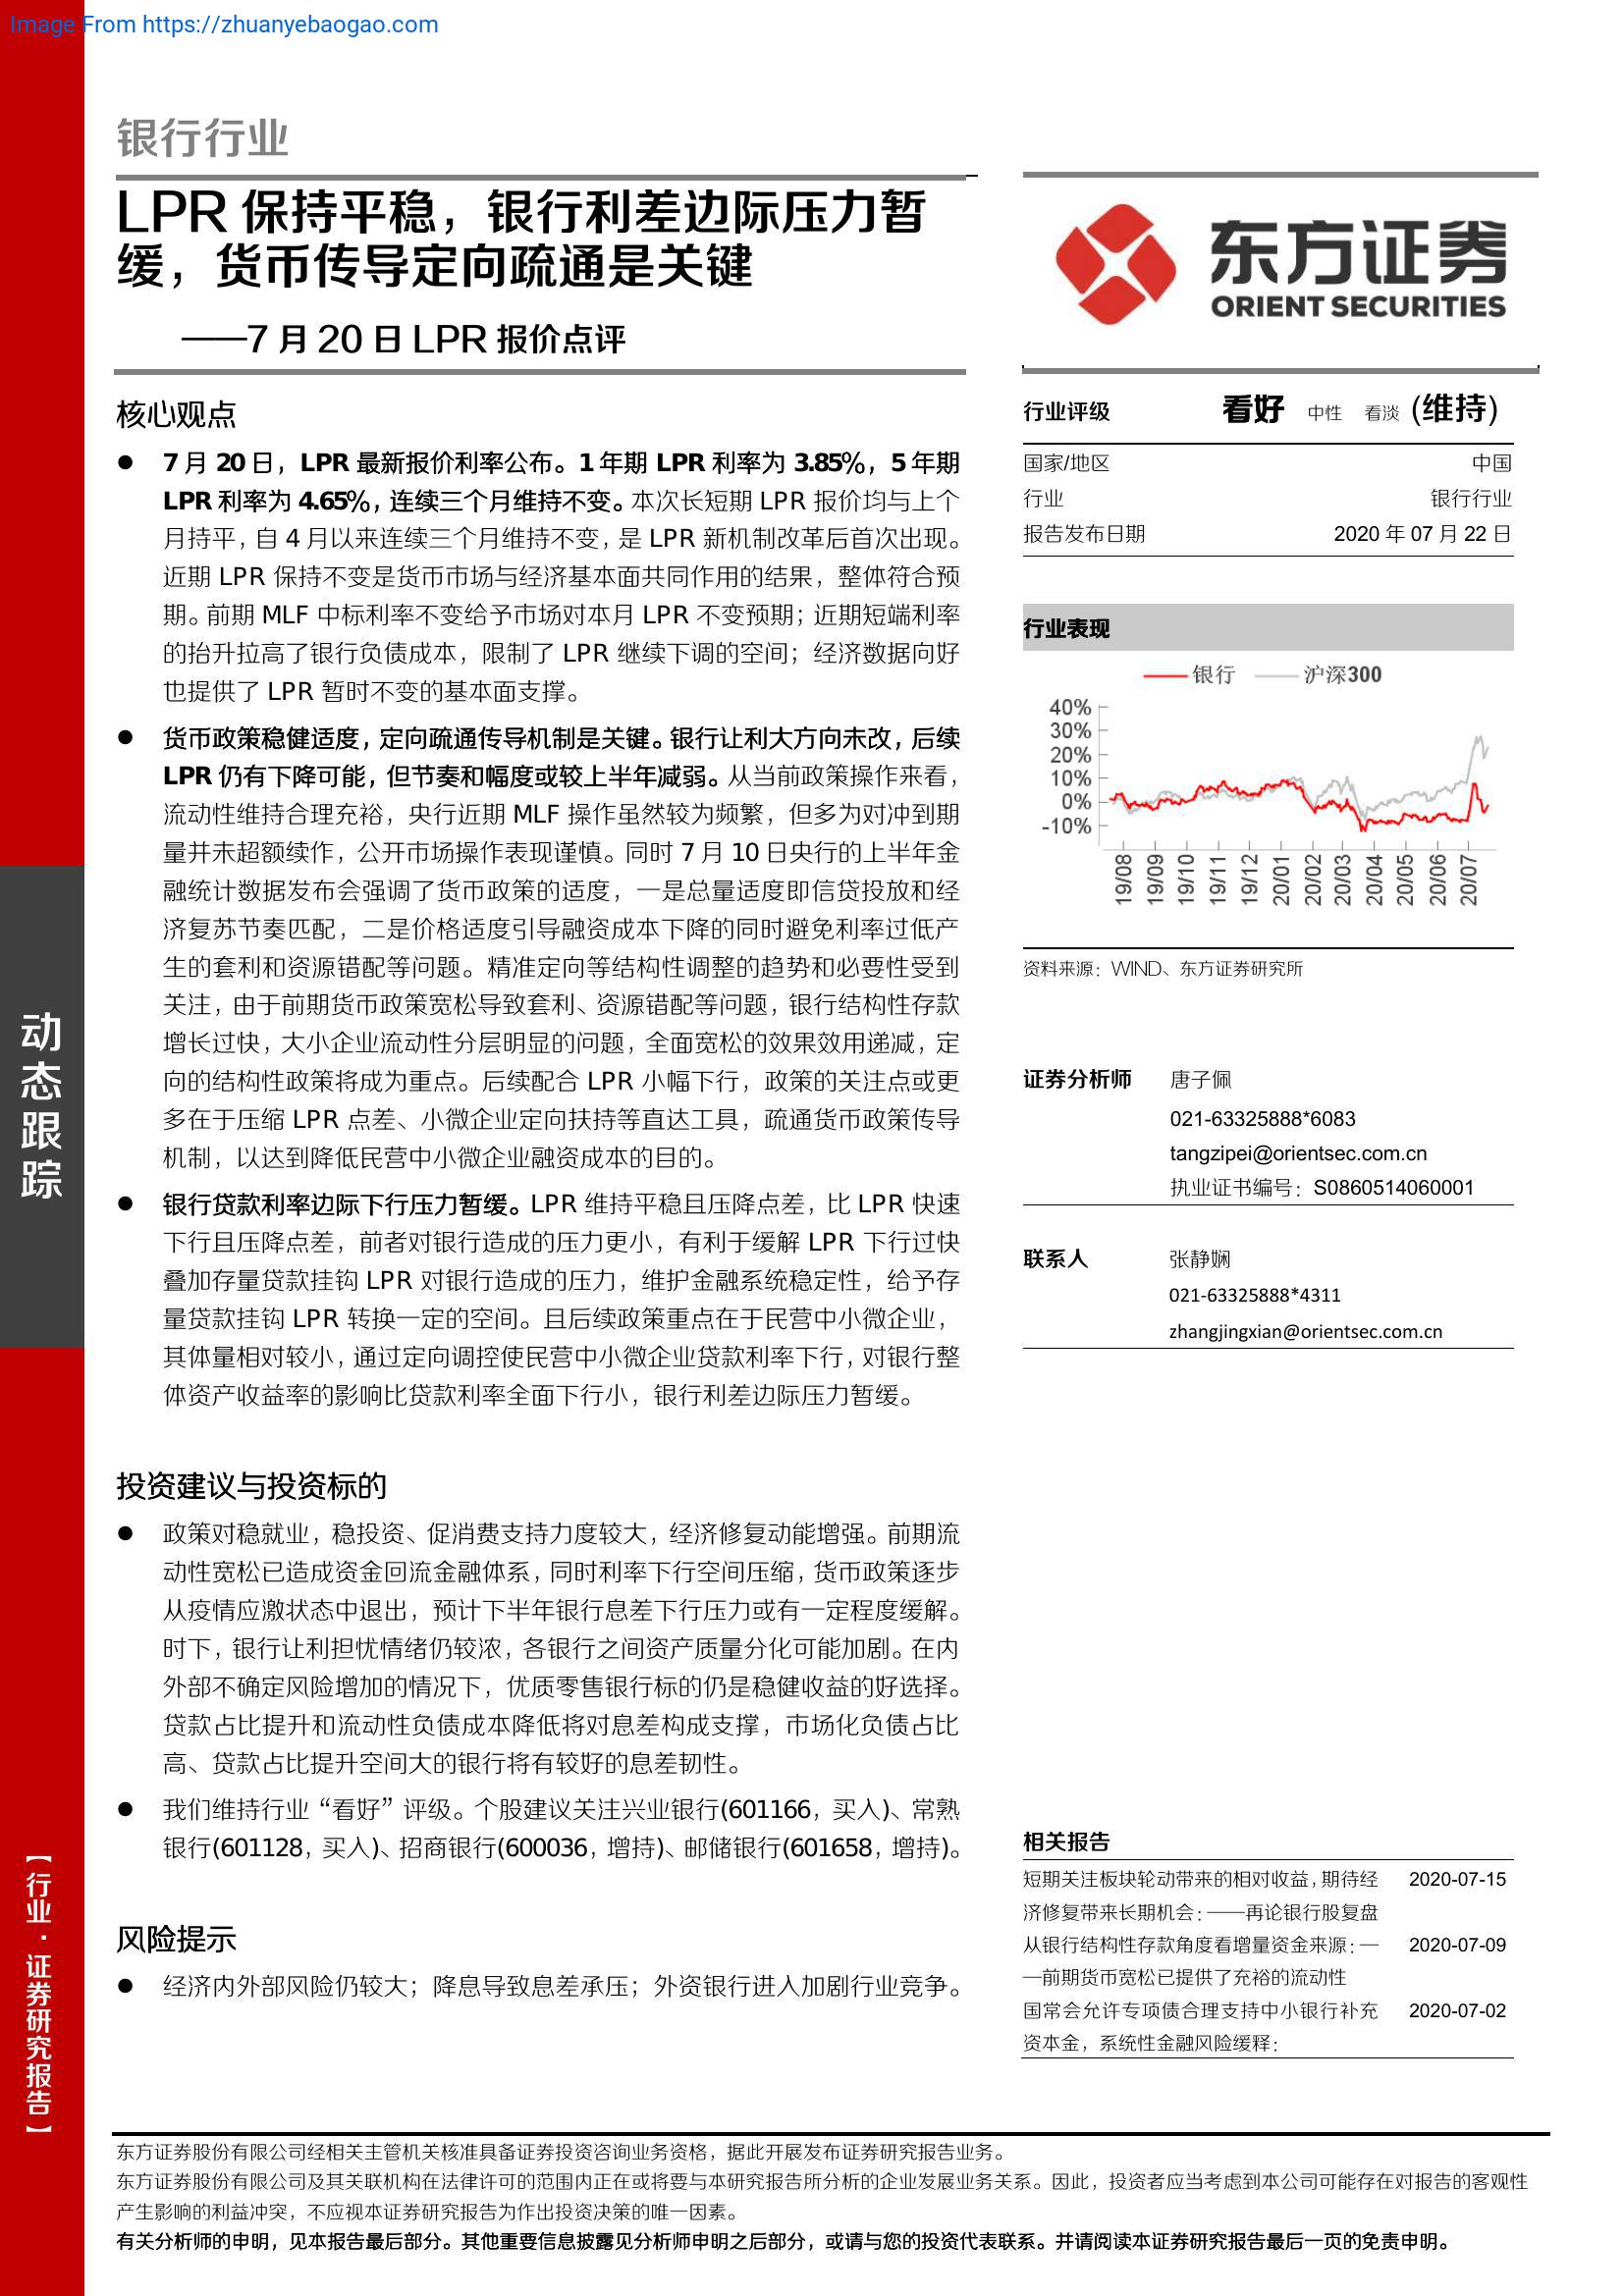 Image From https://zhuanyebaogao.com
银行行业
LPR 保持平稳，银行利差边际压力暂
缓，货币传导定向疏通是关键
——7 月 20 日 LPR 报价点评
核心观点
● 7 月 20 日，LPR 最新报价利率公布。1 年期 LPR 利率为 3.85%，5 年期
LPR 利率为 4.65%，连续三个月维持不变。本次长短期 LPR 报价均与上个
月持平，自 4 月以来连续三个月维持不变，是 LPR 新机制改革后首次出现。
近期 LPR 保持不变是货币市场与经济基本面共同作用的结果，整体符合预
期。前期 MLF 中标利率不变给予市场对本月 LPR 不变预期；近期短端利率
的抬升拉高了银行负债成本，限制了 LPR 继续下调的空间；经济数据向好
也提供了 LPR 暂时不变的基本面支撑。
● 货币政策稳健适度，定向疏通传导机制是关键。银行让利大方向未改，后续
LPR 仍有下降可能，但节奏和幅度或较上半年减弱。从当前政策操作来看，
流动性维持合理充裕，央行近期 MLF 操作虽然较为频繁，但多为对冲到期
量并未超额续作，公开市场操作表现谨慎。同时 7 月 10 日央行的上半年金
融统计数据发布会强调了货币政策的适度，一是总量适度即信贷投放和经
济复苏节奏匹配，二是价格适度引导融资成本下降的同时避免利率过低产
生的套利和资源错配等问题。精准定向等结构性调整的趋势和必要性受到
关注，由于前期货币政策宽松导致套利、资源错配等问题，银行结构性存款
增长过快，大小企业流动性分层明显的问题，全面宽松的效果效用递减，定
向的结构性政策将成为重点。后续配合 LPR 小幅下行，政策的关注点或更
多在于压缩 LPR 点差、小微企业定向扶持等直达工具，疏通货币政策传导
机制，以达到降低民营中小微企业融资成本的目的。
● 银行贷款利率边际下行压力暂缓。LPR 维持平稳且压降点差，比 LPR 快速
下行且压降点差，前者对银行造成的压力更小，有利于缓解 LPR 下行过快
叠加存量贷款挂钩 LPR 对银行造成的压力，维护金融系统稳定性，给予存
量贷款挂钩 LPR 转换一定的空间。且后续政策重点在于民营中小微企业，
其体量相对较小，通过定向调控使民营中小微企业贷款利率下行，对银行整
体资产收益率的影响比贷款利率全面下行小，银行利差边际压力暂缓。
投资建议与投资标的
● 政策对稳就业，稳投资、促消费支持力度较大，经济修复动能增强。前期流
动性宽松已造成资金回流金融体系，同时利率下行空间压缩，货币政策逐步
从疫情应激状态中退出，预计下半年银行息差下行压力或有一定程度缓解。
时下，银行让利担忧情绪仍较浓，各银行之间资产质量分化可能加剧。在内
外部不确定风险增加的情况下，优质零售银行标的仍是稳健收益的好选择。
贷款占比提升和流动性负债成本降低将对息差构成支撑，市场化负债占比
高、贷款占比提升空间大的银行将有较好的息差韧性。
● 我们维持行业“看好”评级。个股建议关注兴业银行(601166，买入)、常熟
银行(601128，买入)、招商银行(600036，增持)、邮储银行(601658，增持)。
风险提示
● 经济内外部风险仍较大；降息导致息差承压；外资银行进入加剧行业竞争。
东方证券
ORIENT SECURITIES
行业评级 看好 中性 看淡 (维持)
国家/地区 中国
行业 银行行业
报告发布日期 2020 年 07 月 22 日
行业表现
银行 沪深300
40%
30%
20%
10%
0%
-10%
19/08 19/09 19/10 19/11 19/12 20/01 20/02 20/03 20/04 20/05 20/06 20/07
资料来源：WIND、东方证券研究所
证券分析师 唐子佩
021-63325888*6083
tangzipei@orientsec.com.cn
执业证书编号：S0860514060001
联系人 张静娴
021-63325888*4311
zhangjingxian@orientsec.com.cn
相关报告
短期关注板块轮动带来的相对收益，期待经 2020-07-15
济修复带来长期机会：——再论银行股复盘
从银行结构性存款角度看增量资金来源：— 2020-07-09
—前期货币宽松已提供了充裕的流动性
国常会允许专项债合理支持中小银行补充 2020-07-02
资本金，系统性金融风险缓释：
动态跟踪
【行业·证券研究报告】
东方证券股份有限公司经相关主管机关核准具备证券投资咨询业务资格，据此开展发布证券研究报告业务。
东方证券股份有限公司及其关联机构在法律许可的范围内正在或将要与本研究报告所分析的企业发展业务关系。因此，投资者应当考虑到本公司可能存在对报告的客观性
产生影响的利益冲突，不应视本证券研究报告为作出投资决策的唯一因素。
有关分析师的申明，见本报告最后部分。其他重要信息披露见分析师申明之后部分，或请与您的投资代表联系。并请阅读本证券研究报告最后一页的免责申明。